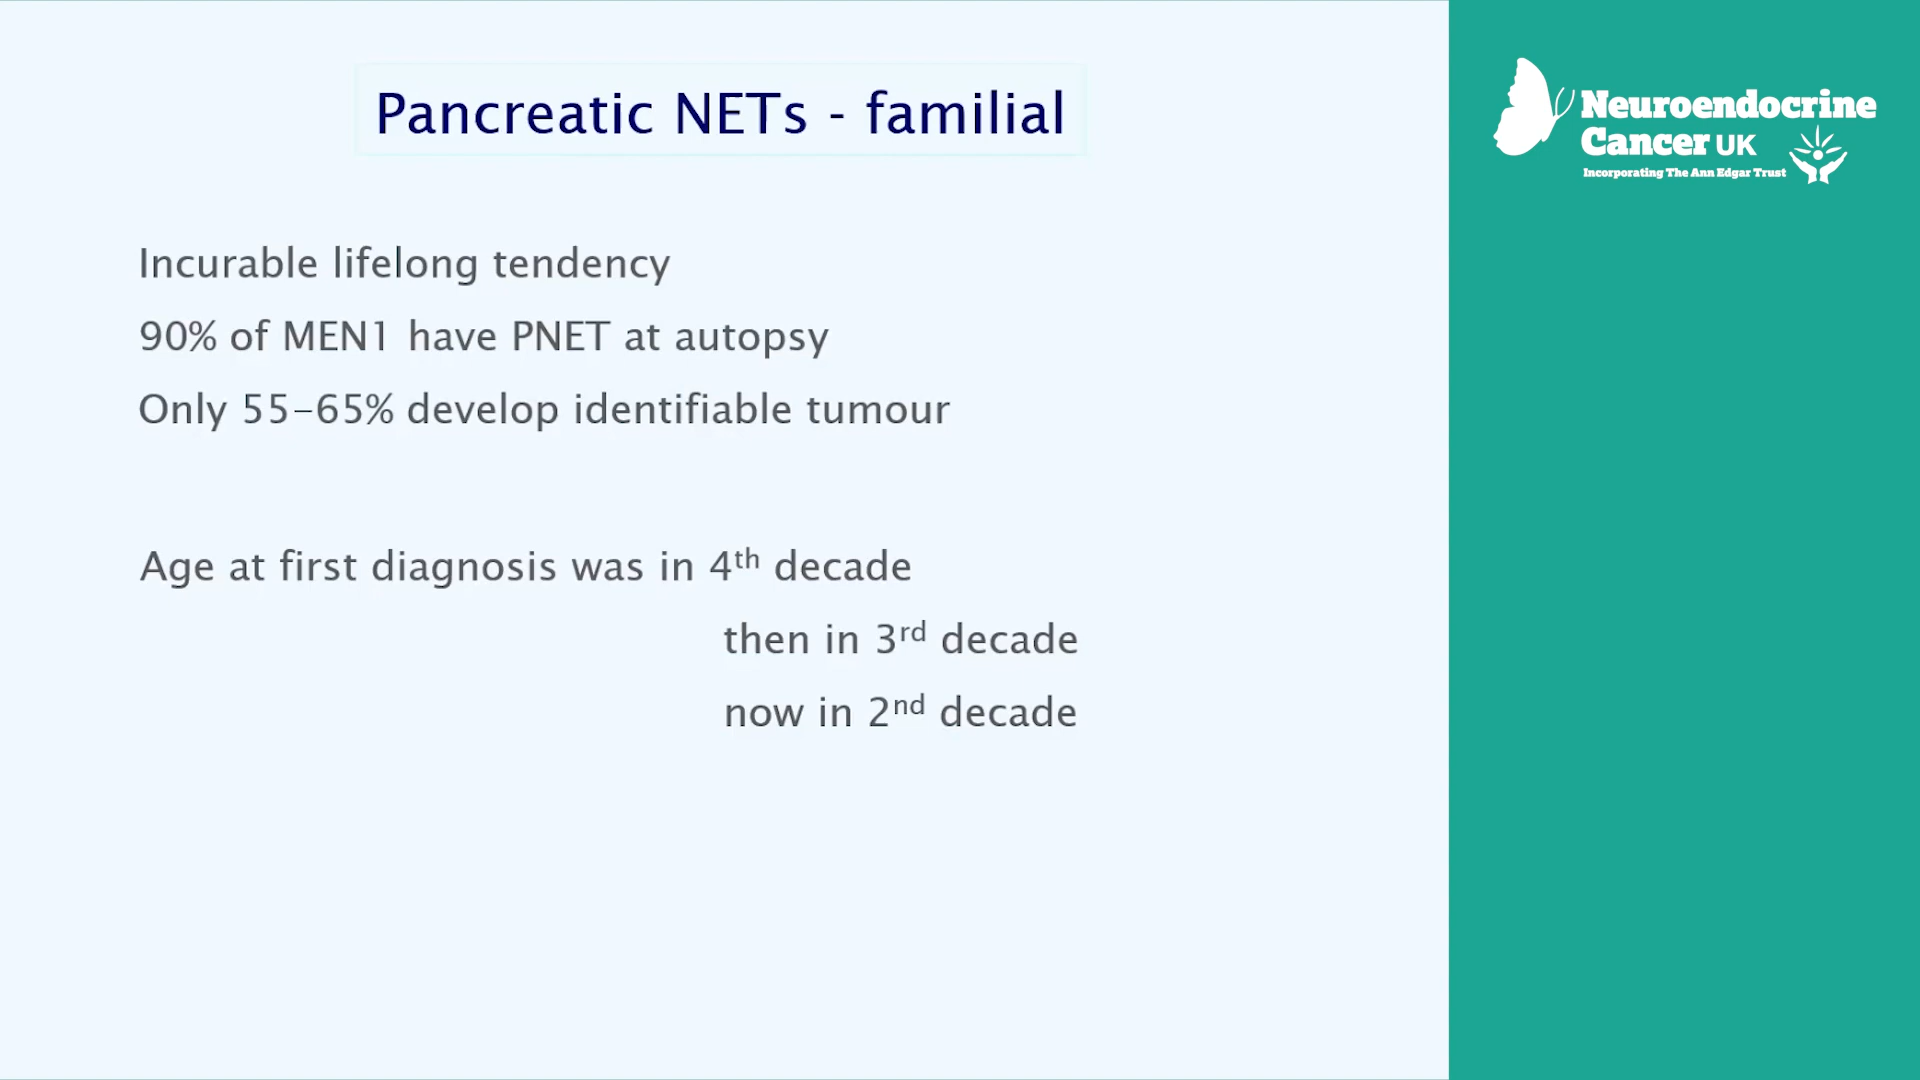 Pancreatic NETs - familial
Neuroendocrine
Cancer UK
Incorporating The Ann Edgar Trust
Incurable lifelong tendency
90% of MEN1 have PNET at autopsy
Only 55–65% develop identifiable tumour
Age at first diagnosis was in 4th decade
then in 3rd decade
now in 2nd decade